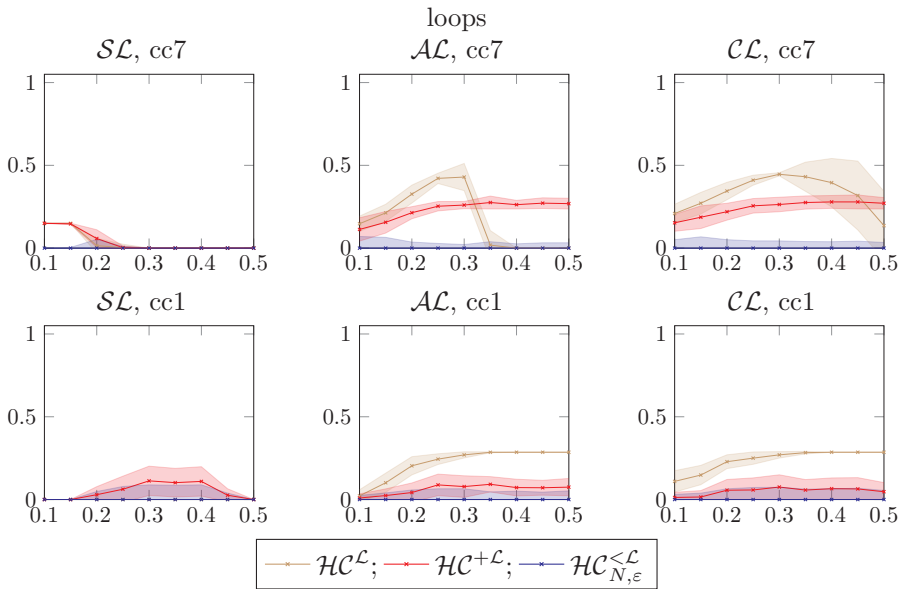 loops
𝒮ℒ, cc7 𝒜ℒ, cc7 𝒞ℒ, cc7
1 1 1
0.5 0.5 0.5
0 0 0
0.1 0.2 0.3 0.4 0.5 0.1 0.2 0.3 0.4 0.5 0.1 0.2 0.3 0.4 0.5
𝒮ℒ, cc1 𝒜ℒ, cc1 𝒞ℒ, cc1
1 1 1
0.5 0.5 0.5
0 0 0
0.1 0.2 0.3 0.4 0.5 0.1 0.2 0.3 0.4 0.5 0.1 0.2 0.3 0.4 0.5
ℋ𝒞^ℒ; ℋ𝒞^{+ℒ}; ℋ𝒞_{N,ε}^{<ℒ}